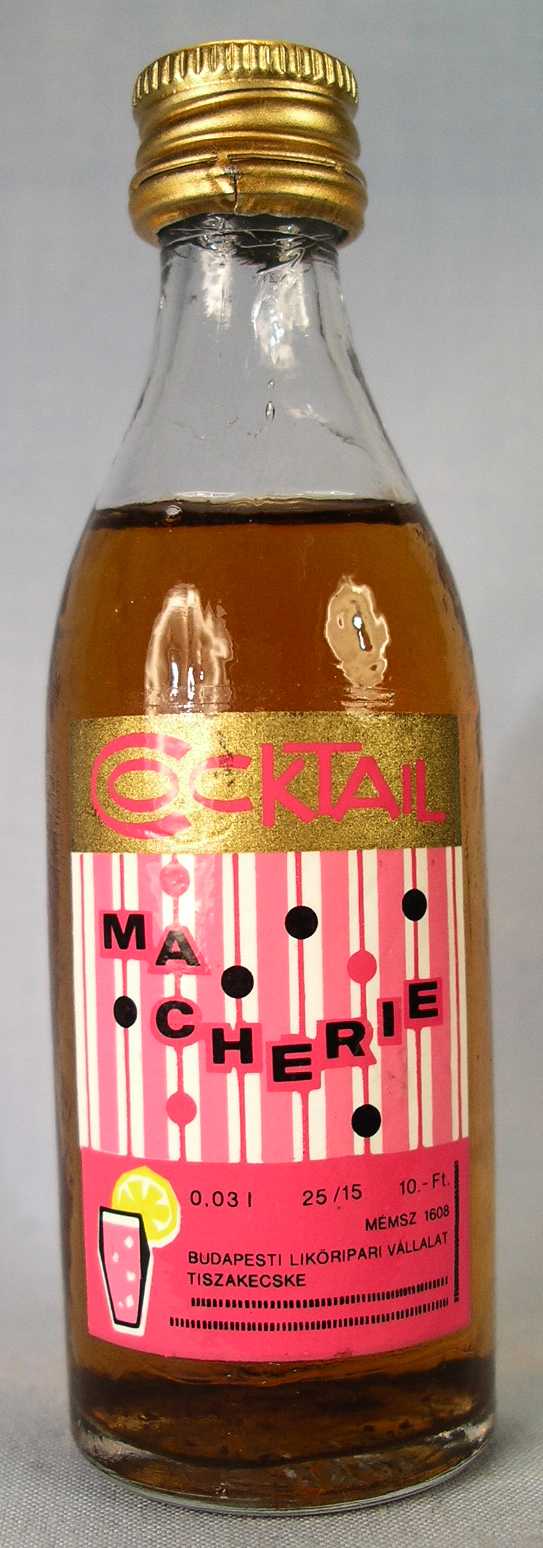 COCKTAIL
MA
CHERIE
0.03 l 25/15 10.-Ft.
MÉMSZ 1608
BUDAPESTI LIKŐRIPARI VÁLLALAT
TISZAKECSKE